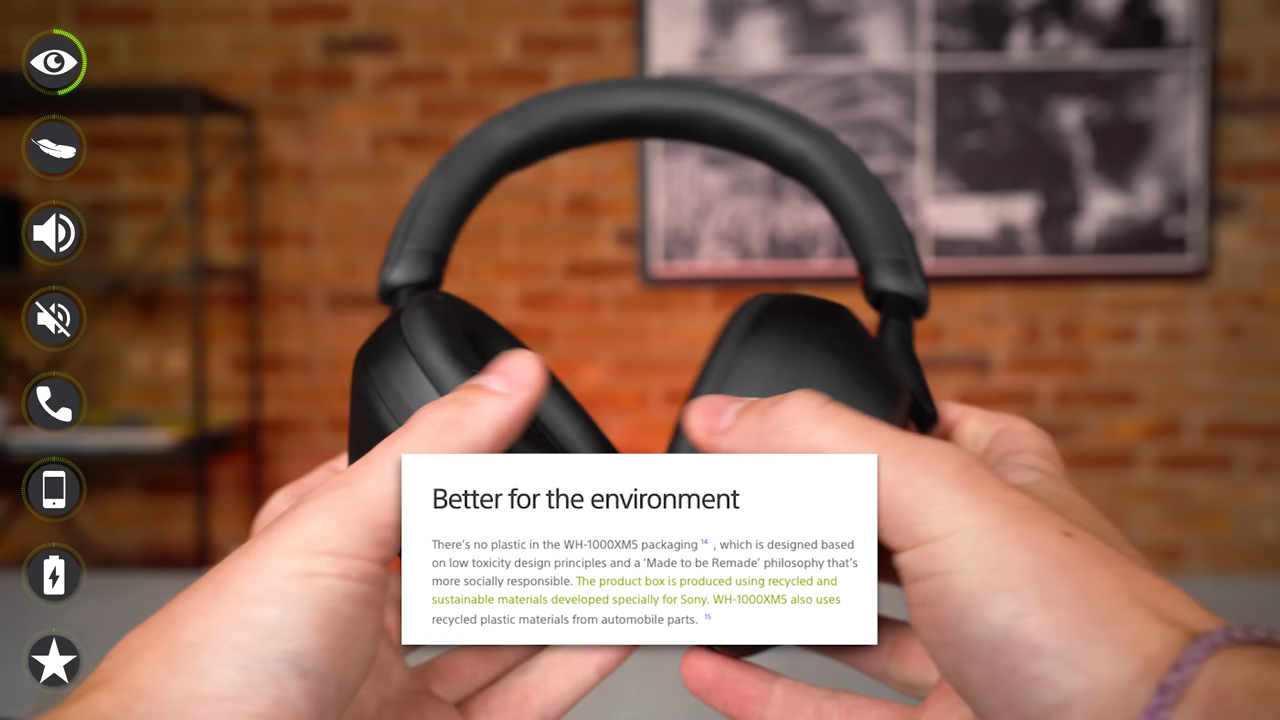 Better for the environment
There's no plastic in the WH-1000XM5 packaging 14 , which is designed based
on low toxicity design principles and a 'Made to be Remade' philosophy that's
more socially responsible. The product box is produced using recycled and
sustainable materials developed specially for Sony. WH-1000XM5 also uses
recycled plastic materials from automobile parts. 15